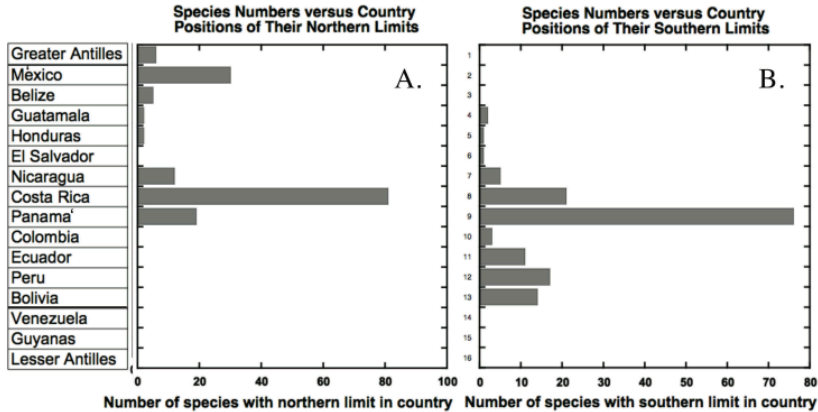 Species Numbers versus Country
Positions of Their Northern Limits
Greater Antilles
Mèxico
Belize
Guatamala
Honduras
El Salvador
Nicaragua
Costa Rica
Panama‘
Colombia
Ecuador
Peru
Bolivia
Venezuela
Guyanas
Lesser Antilles
A.
0 20 40 60 80 100
Number of species with northern limit in country
Species Numbers versus Country
Positions of Their Southern Limits
1
2
3
4
5
6
7
8
9
10
11
12
13
14
15
16
B.
0 10 20 30 40 50 60 70 80
Number of species with southern limit in country